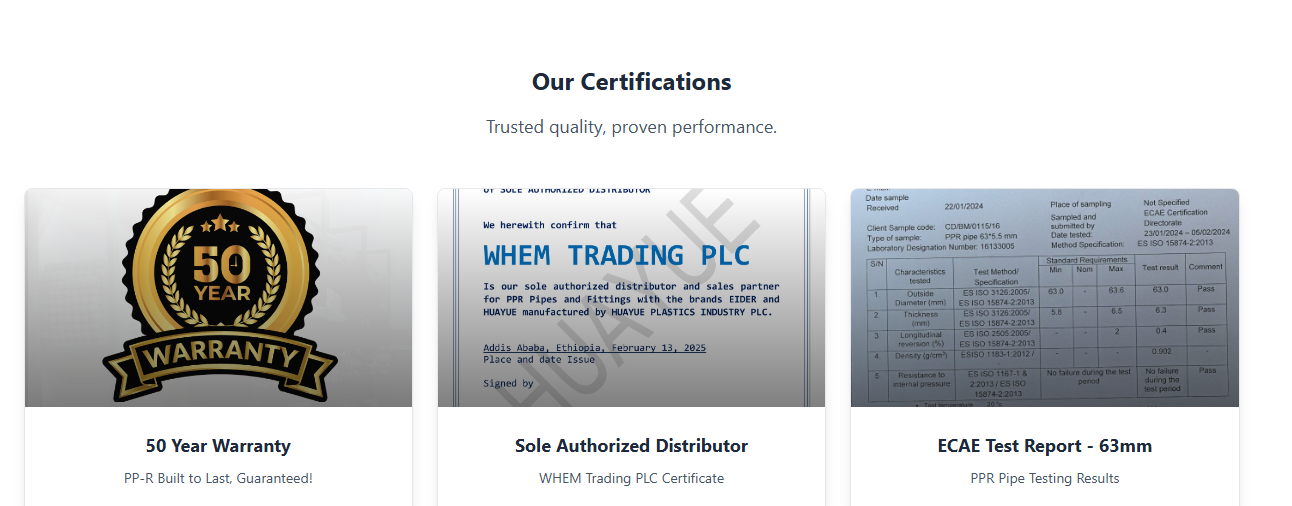 Our Certifications
Trusted quality, proven performance.
50
YEAR
WARRANTY
50 Year Warranty
PP-R Built to Last, Guaranteed!
OF SOLE AUTHORIZED DISTRIBUTOR
We herewith confirm that
WHEM TRADING PLC
Is our sole authorized distributor and sales partner
for PPR Pipes and Fittings with the brands EIDER and
HUAYUE manufactured by HUAYUE PLASTICS INDUSTRY PLC.
Addis Ababa, Ethiopia, February 13, 2025
Place and date Issue
Signed by
HUAYUE
Sole Authorized Distributor
WHEM Trading PLC Certificate
Date sample
Received 22/01/2024 Place of sampling Not Specified
Sampled and submitted by ECAE Certification Directorate
Client Sample code: CD/BM/0115/16 Date tested: 23/01/2024 – 05/02/2024
Type of sample: PPR pipe 63*5.5 mm Method Specification: ES ISO 15874-2:2013
Laboratory Designation Number: 16133005
S/N Characteristics tested Test Method/ Specification Standard Requirements Min Nom Max Test result Comment
1. Outside Diameter (mm) ES ISO 3126:2005/ ES ISO 15874-2:2013 63.0 - 63.6 63.0 Pass
2. Thickness (mm) ES ISO 3126:2005/ ES ISO 15874-2:2013 5.8 - 6.5 6.3 Pass
3 Longitudinal reversion (%) ES ISO 2505:2005/ ES ISO 15874-2:2013 - - 2 0.4 Pass
4 Density (g/cm³) ESISO 1183-1:2012 / - - - 0.902 -
5 Resistance to internal pressure ES ISO 1167-1 & 2:2013 / ES ISO 15874-2:2013 No failure during the test period No failure during the test period Pass
ECAE Test Report - 63mm
PPR Pipe Testing Results